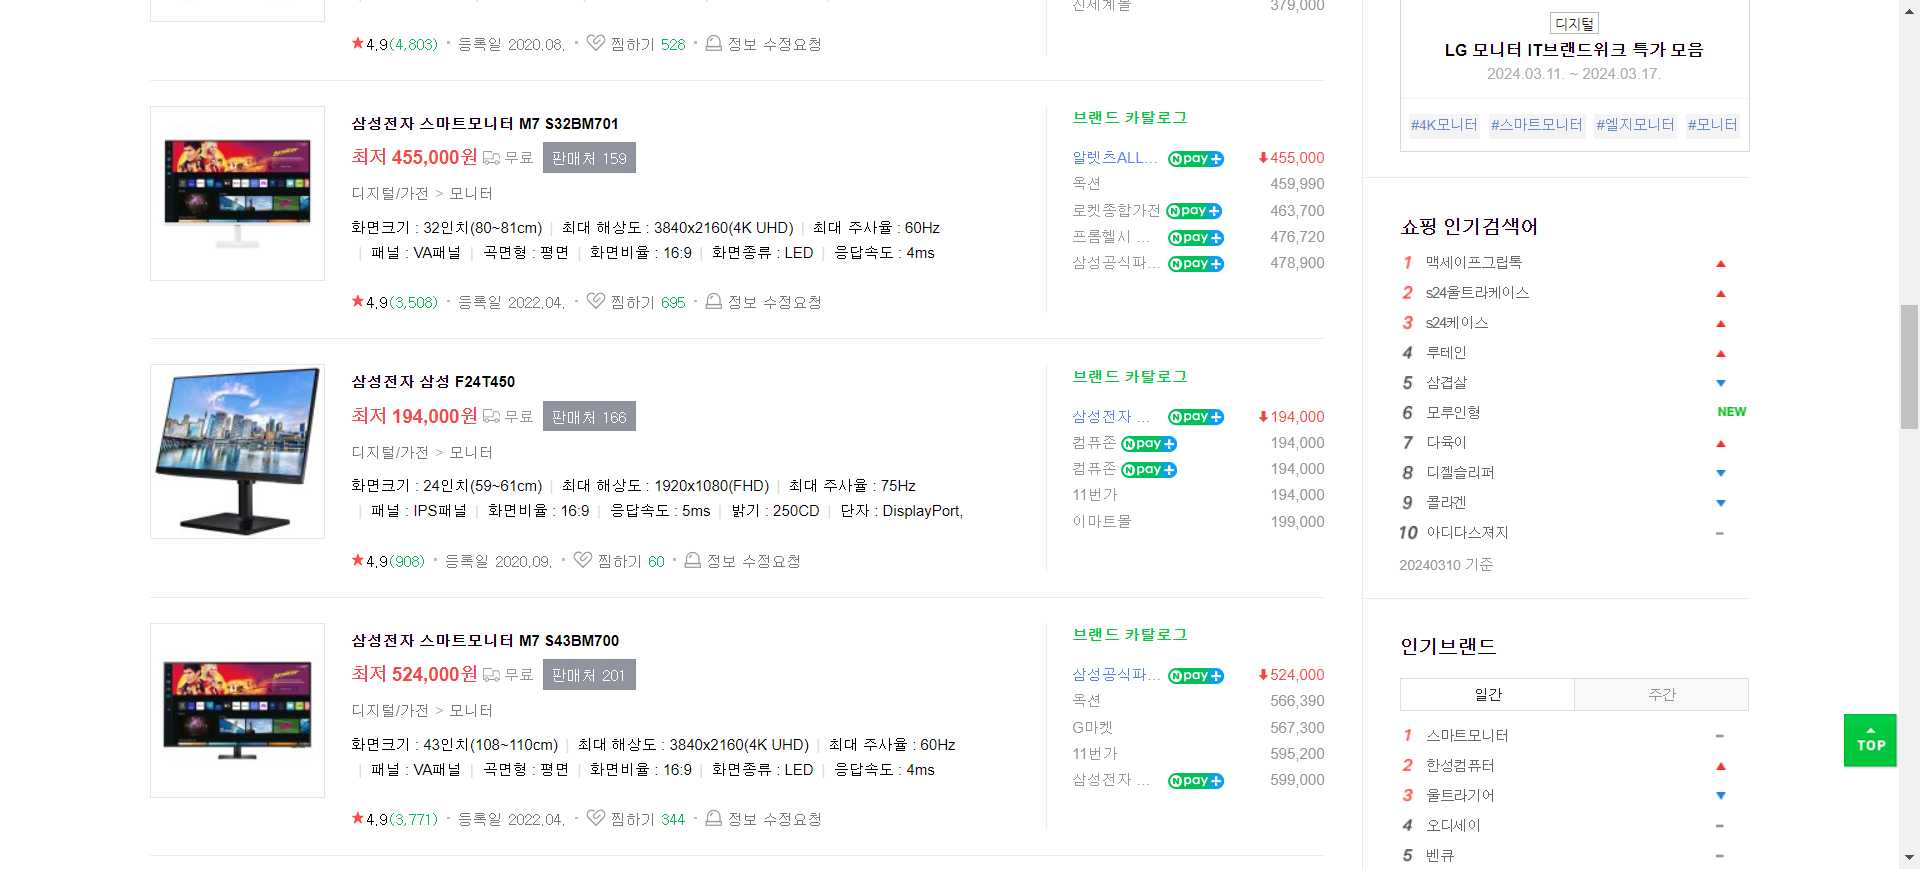 신세계몰 379,000
★4.9(4,803) · 등록일 2020.08. · 찜하기 528 · 정보 수정요청
삼성전자 스마트모니터 M7 S32BM701
최저 455,000원 무료 판매처 159
디지털/가전 > 모니터
화면크기 : 32인치(80~81cm) | 최대 해상도 : 3840x2160(4K UHD) | 최대 주사율 : 60Hz
| 패널 : VA패널 | 곡면형 : 평면 | 화면비율 : 16:9 | 화면종류 : LED | 응답속도 : 4ms
★4.9(3,508) · 등록일 2022.04. · 찜하기 695 · 정보 수정요청
브랜드 카탈로그
알렛츠ALL... N pay+ 455,000
옥션 459,990
로켓종합가전 N pay+ 463,700
프롬헬시 ... N pay+ 476,720
삼성공식파... N pay+ 478,900
삼성전자 삼성 F24T450
최저 194,000원 무료 판매처 166
디지털/가전 > 모니터
화면크기 : 24인치(59~61cm) | 최대 해상도 : 1920x1080(FHD) | 최대 주사율 : 75Hz
| 패널 : IPS패널 | 화면비율 : 16:9 | 응답속도 : 5ms | 밝기 : 250CD | 단자 : DisplayPort,
★4.9(908) · 등록일 2020.09. · 찜하기 60 · 정보 수정요청
브랜드 카탈로그
삼성전자 ... N pay+ 194,000
컴퓨존 N pay+ 194,000
컴퓨존 N pay+ 194,000
11번가 194,000
이마트몰 199,000
삼성전자 스마트모니터 M7 S43BM700
최저 524,000원 무료 판매처 201
디지털/가전 > 모니터
화면크기 : 43인치(108~110cm) | 최대 해상도 : 3840x2160(4K UHD) | 최대 주사율 : 60Hz
| 패널 : VA패널 | 곡면형 : 평면 | 화면비율 : 16:9 | 화면종류 : LED | 응답속도 : 4ms
★4.9(3,771) · 등록일 2022.04. · 찜하기 344 · 정보 수정요청
브랜드 카탈로그
삼성공식파... N pay+ 524,000
옥션 566,390
G마켓 567,300
11번가 595,200
삼성전자 ... N pay+ 599,000
디지털
LG 모니터 IT브랜드위크 특가 모음
2024.03.11. ~ 2024.03.17.
#4K모니터 #스마트모니터 #엘지모니터 #모니터
쇼핑 인기검색어
1 맥세이프그립톡
2 s24울트라케이스
3 s24케이스
4 루테인
5 삼겹살
6 모루인형 NEW
7 다육이
8 디젤슬리퍼
9 콜라겐
10 아디다스져지
20240310 기준
인기브랜드
일간 주간
1 스마트모니터
2 한성컴퓨터
3 울트라기어
4 오디세이
5 벤큐
TOP